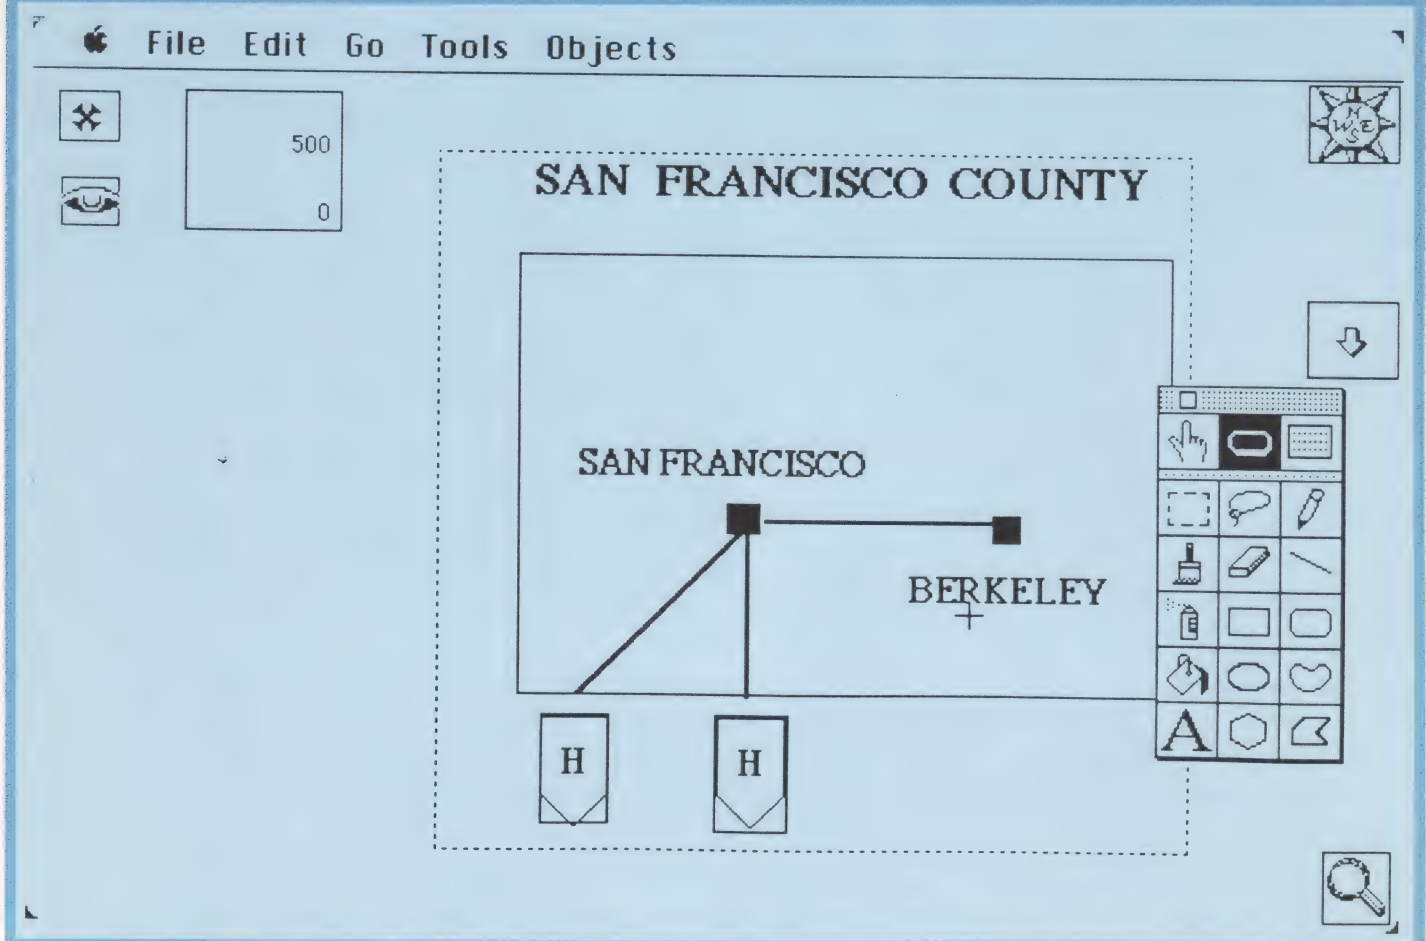 File Edit Go Tools Objects
500
0
N
W E
S
SAN FRANCISCO COUNTY
SAN FRANCISCO
BERKELEY
H H
A